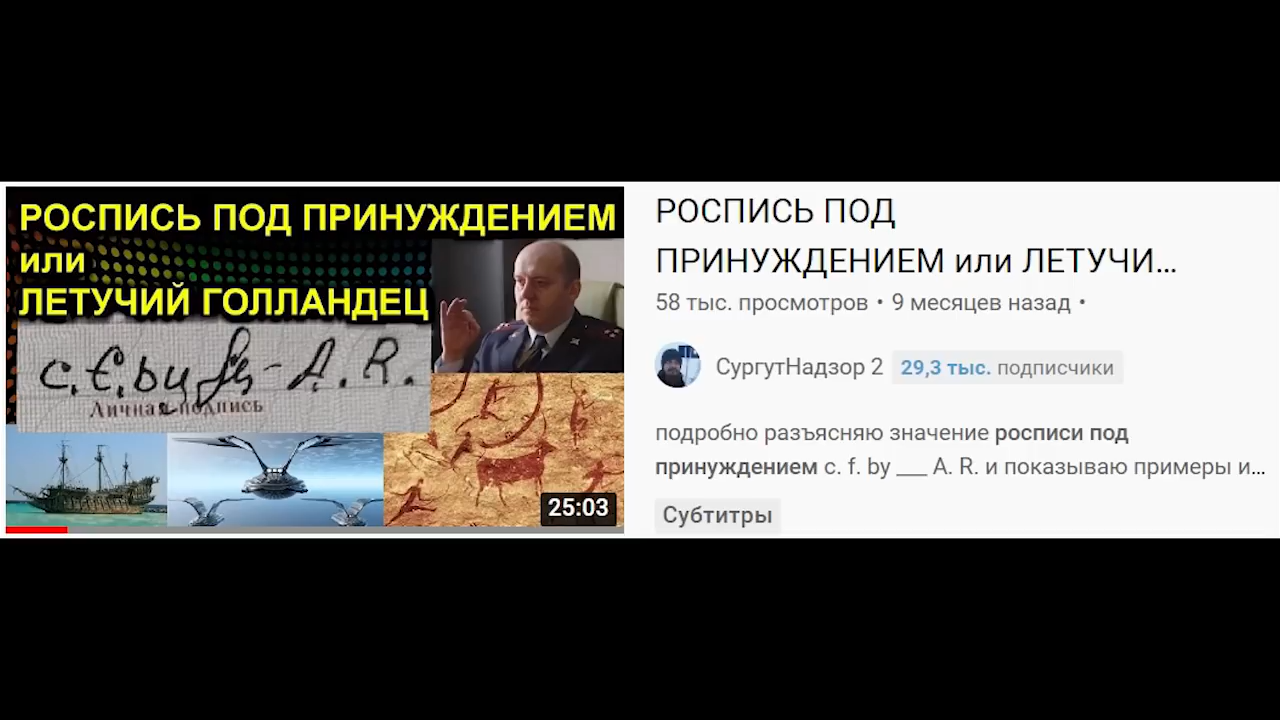 РОСПИСЬ ПОД ПРИНУЖДЕНИЕМ
или
ЛЕТУЧИЙ ГОЛЛАНДЕЦ
Личная подпись
25:03
РОСПИСЬ ПОД
ПРИНУЖДЕНИЕМ или ЛЕТУЧИ...
58 тыс. просмотров • 9 месяцев назад •
СургутНадзор 2 29,3 тыс. подписчики
подробно разъясняю значение росписи под
принуждением c. f. by ___ A. R. и показываю примеры и...
Субтитры